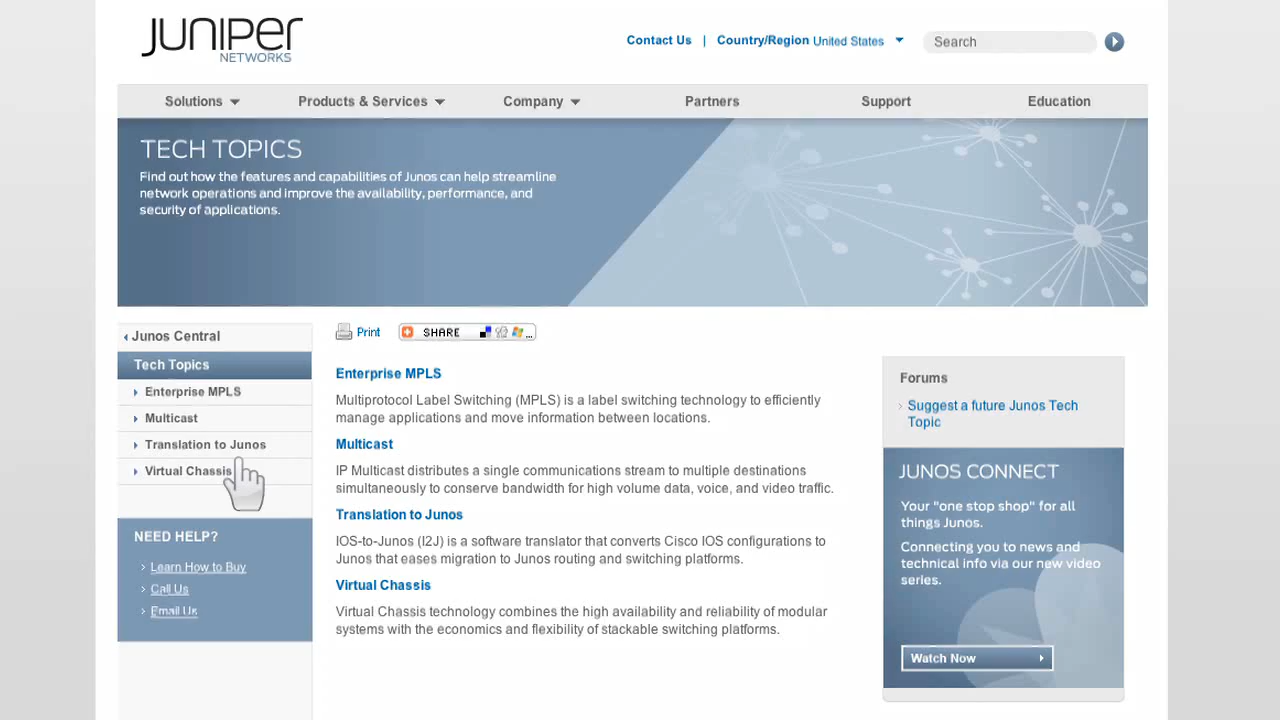 JUNIPER
NETWORKS
Contact Us | Country/Region United States
Search
Solutions Products & Services Company Partners Support Education
TECH TOPICS
Find out how the features and capabilities of Junos can help streamline
network operations and improve the availability, performance, and
security of applications.
Junos Central
Tech Topics
Enterprise MPLS
Multicast
Translation to Junos
Virtual Chassis
NEED HELP?
Learn How to Buy
Call Us
Email Us
Print SHARE ...
Enterprise MPLS
Multiprotocol Label Switching (MPLS) is a label switching technology to efficiently
manage applications and move information between locations.
Multicast
IP Multicast distributes a single communications stream to multiple destinations
simultaneously to conserve bandwidth for high volume data, voice, and video traffic.
Translation to Junos
IOS-to-Junos (I2J) is a software translator that converts Cisco IOS configurations to
Junos that eases migration to Junos routing and switching platforms.
Virtual Chassis
Virtual Chassis technology combines the high availability and reliability of modular
systems with the economics and flexibility of stackable switching platforms.
Forums
Suggest a future Junos Tech
Topic
JUNOS CONNECT
Your "one stop shop" for all
things Junos.
Connecting you to news and
technical info via our new video
series.
Watch Now